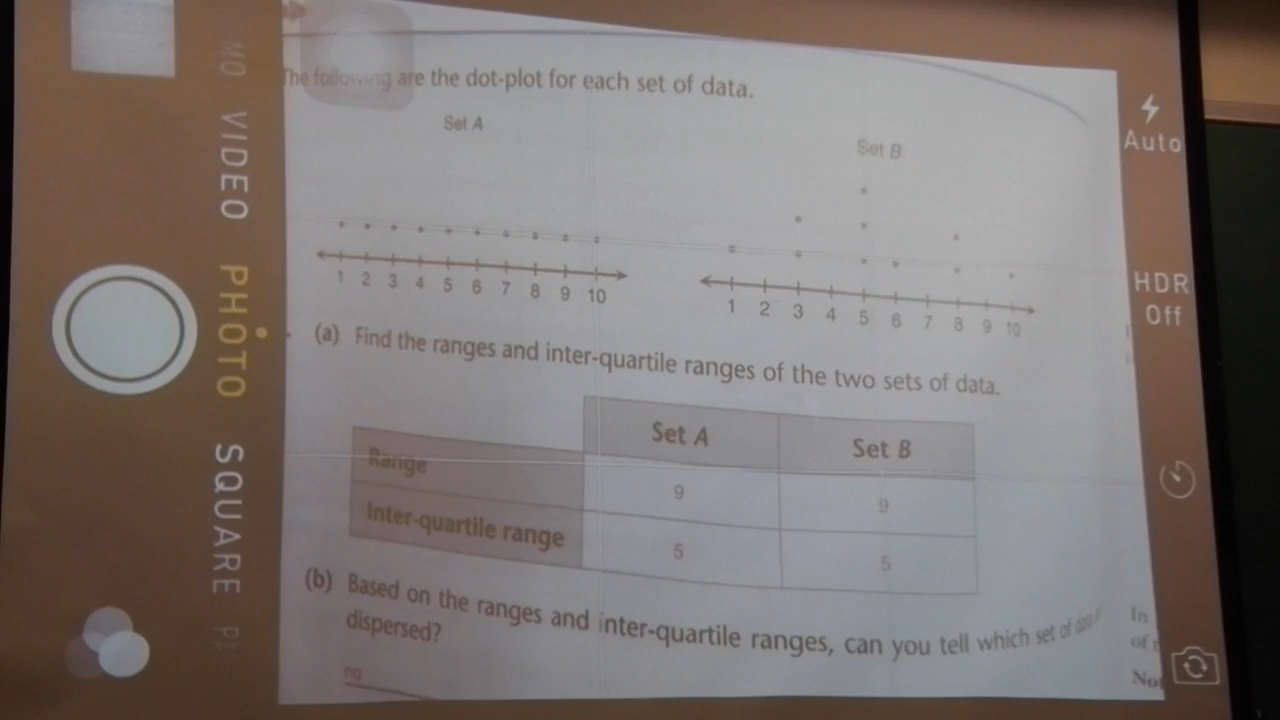 MO VIDEO PHOTO SQUARE
The following are the dot-plot for each set of data.
Set A
1 2 3 4 5 6 7 8 9 10
Set B
1 2 3 4 5 6 7 8 9 10
(a) Find the ranges and inter-quartile ranges of the two sets of data.
Set A Set B
Range 9 9
Inter-quartile range 5 5
(b) Based on the ranges and inter-quartile ranges, can you tell which set of data
dispersed?
no
Auto
HDR
Off
In
of